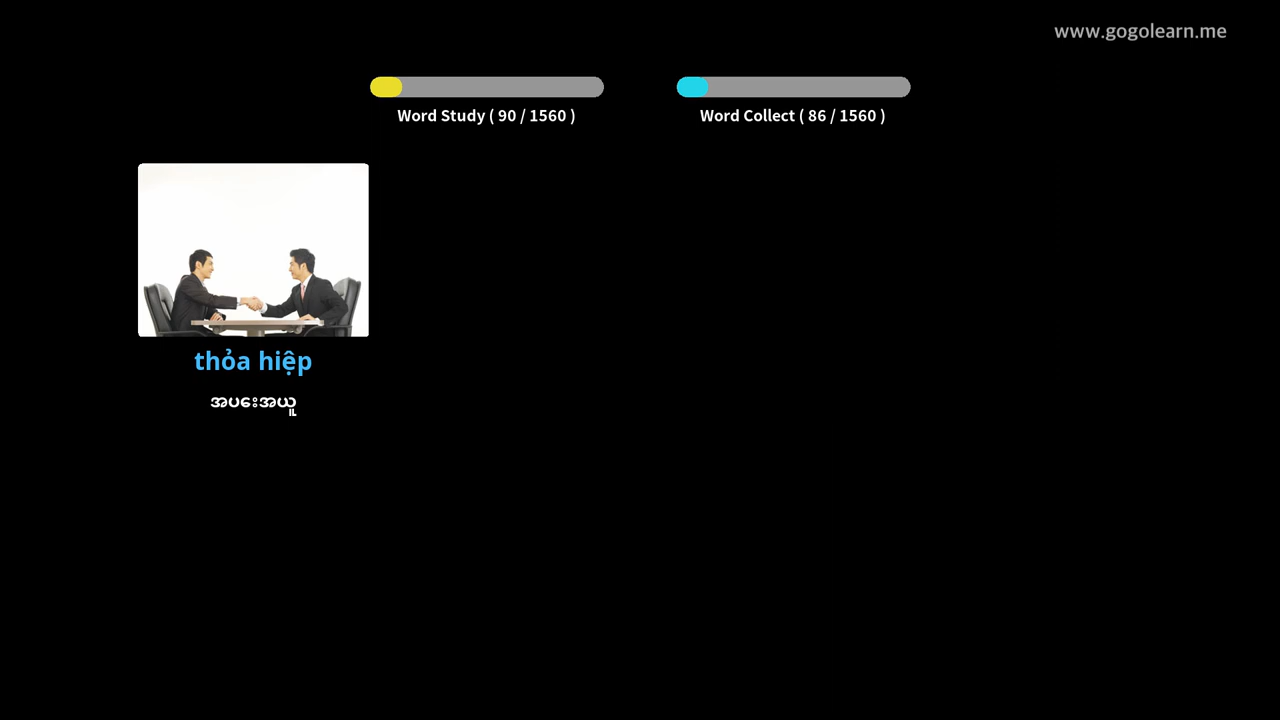 www.gogolearn.me
Word Study ( 90 / 1560 )
Word Collect ( 86 / 1560 )
thỏa hiệp
အပေးအယူ